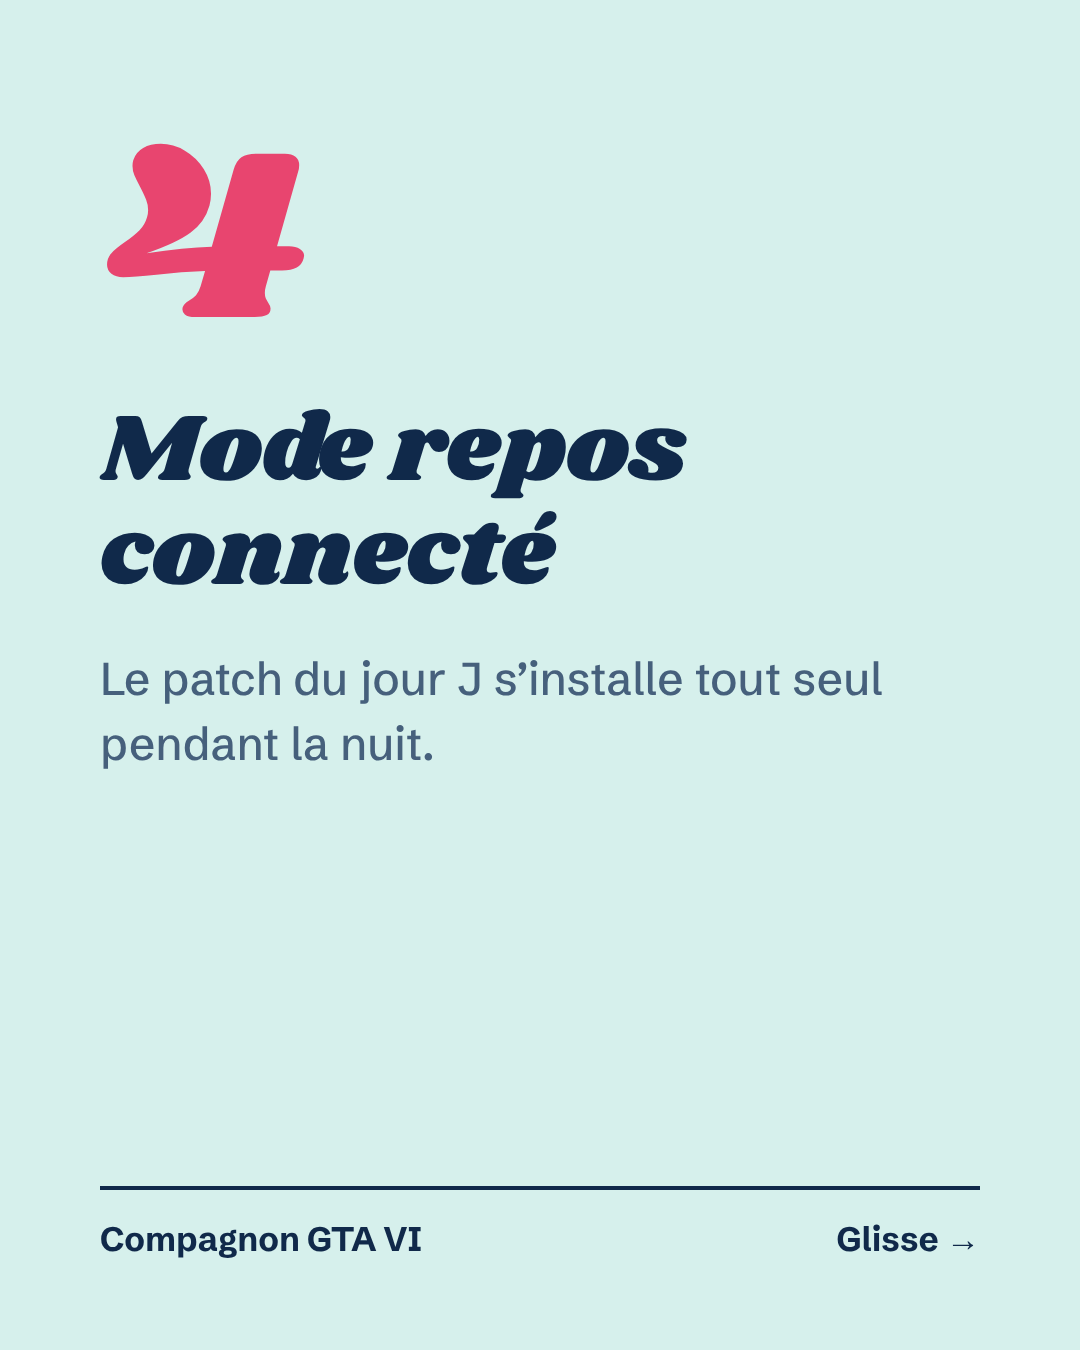 4
Mode repos
connecté
Le patch du jour J s’installe tout seul
pendant la nuit.
Compagnon GTA VI
Glisse →